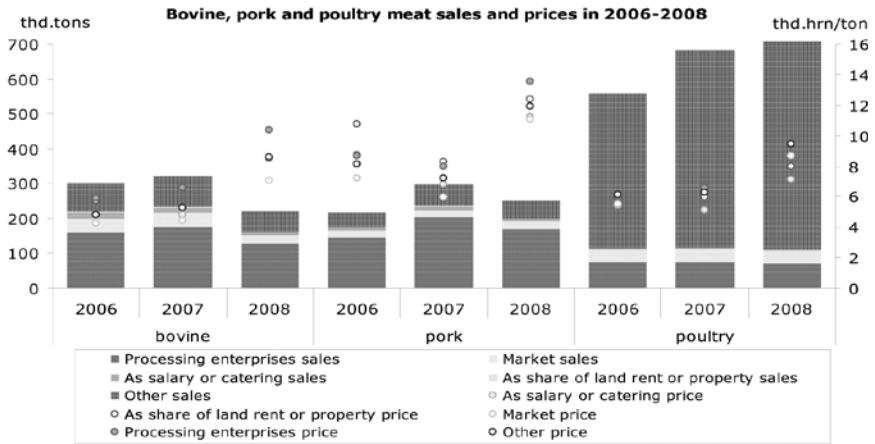 Bovine, pork and poultry meat sales and prices in 2006-2008
thd.tons thd.hrn/ton
700 16
600 14
500 12
400 10
300 8
200 6
100 4
0 2
0
2006 2007 2008 2006 2007 2008 2006 2007 2008
bovine pork poultry
Processing enterprises sales Market sales
As salary or catering sales As share of land rent or property sales
Other sales As salary or catering price
As share of land rent or property price Market price
Processing enterprises price Other price